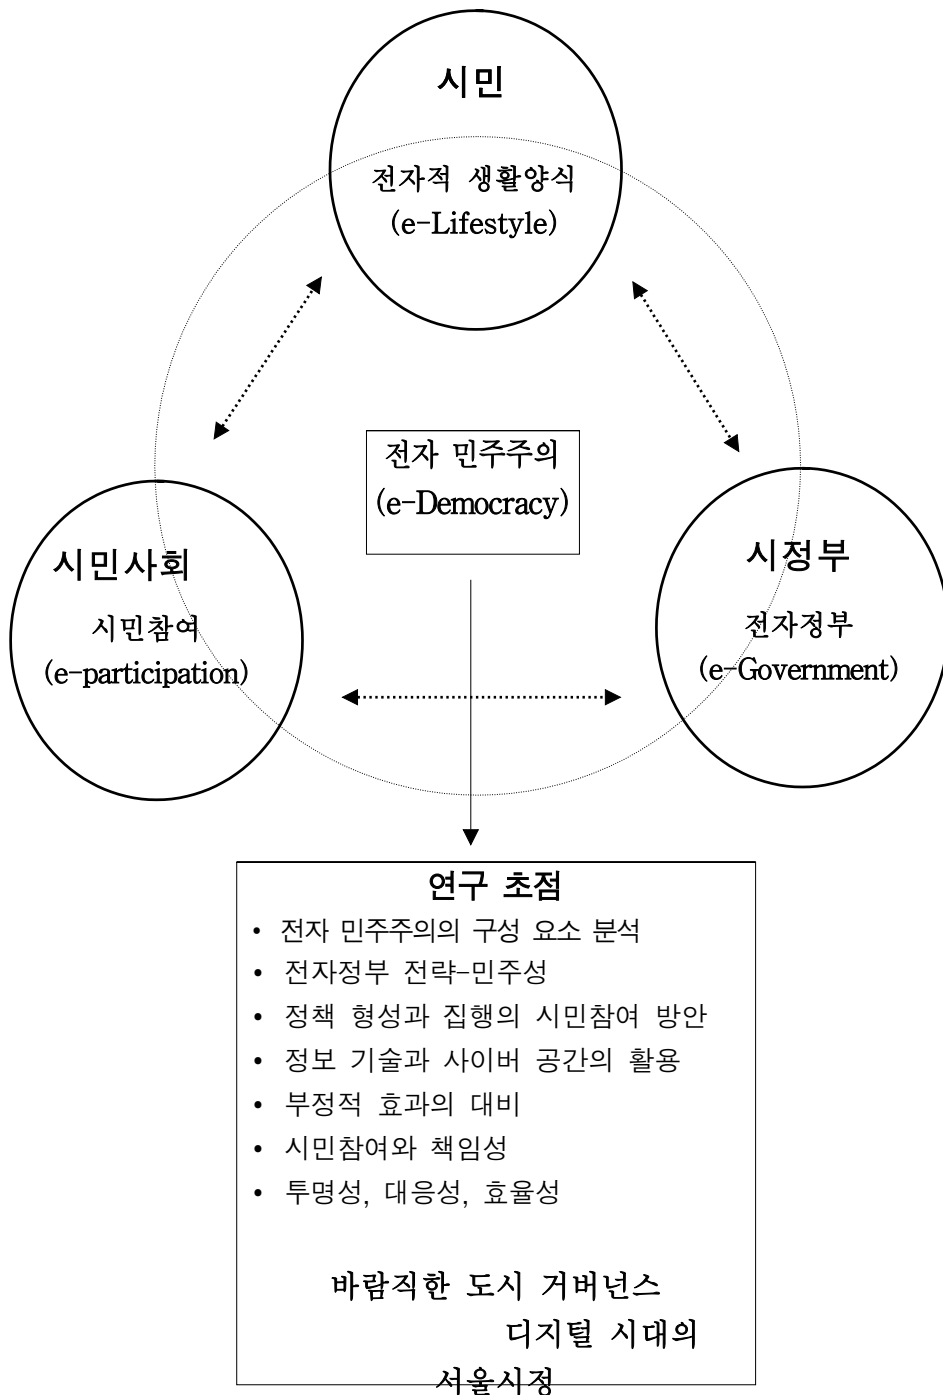 시민
전자적 생활양식
(e-Lifestyle)
전자 민주주의
(e-Democracy)
시민사회
시민참여
(e-participation)
시정부
전자정부
(e-Government)
연구 초점
• 전자 민주주의의 구성 요소 분석
• 전자정부 전략-민주성
• 정책 형성과 집행의 시민참여 방안
• 정보 기술과 사이버 공간의 활용
• 부정적 효과의 대비
• 시민참여와 책임성
• 투명성, 대응성, 효율성
바람직한 도시 거버넌스
디지털 시대의
서울시정